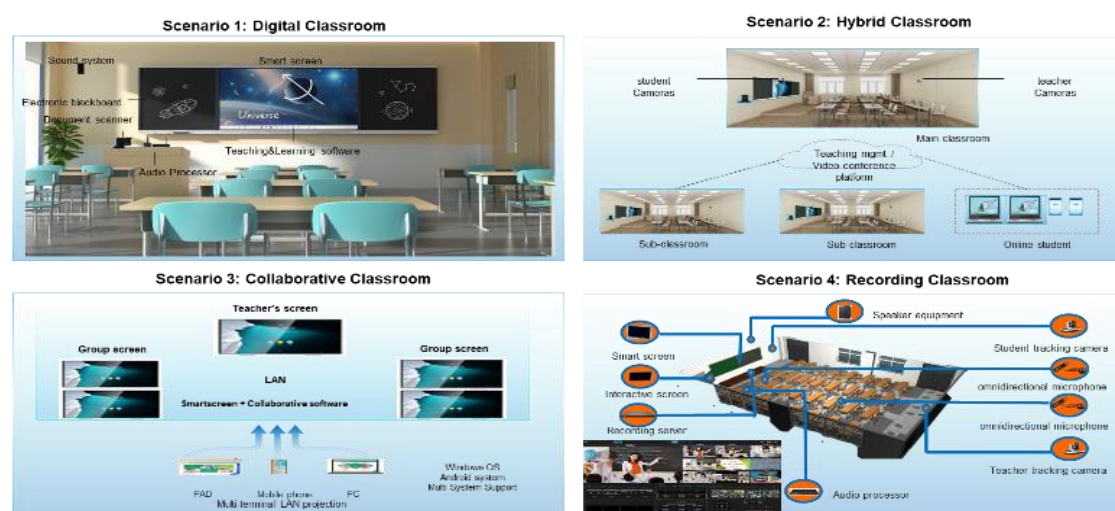 Scenario 1: Digital Classroom
Sound system
Smart screen
Electronic blackboard
Document scanner
Universe
Teaching&Learning software
Audio Processor
Scenario 2: Hybrid Classroom
student
Cameras
teacher
Cameras
Main classroom
Teaching mgmt /
Video conference
platform
Sub-classroom
Sub classroom
Online student
Scenario 3: Collaborative Classroom
Teacher's screen
Group screen
Group screen
LAN
Smartscreen + Collaborative software
PAD
Mobile phone
PC
Multi-terminal LAN projection
Windows OS
Android system
Multi System Support
Scenario 4: Recording Classroom
Speaker equipment
Smart screen
Student tracking camera
Interactive screen
omnidirectional microphone
Recording server
omnidirectional microphone
Teacher tracking camera
Audio processor